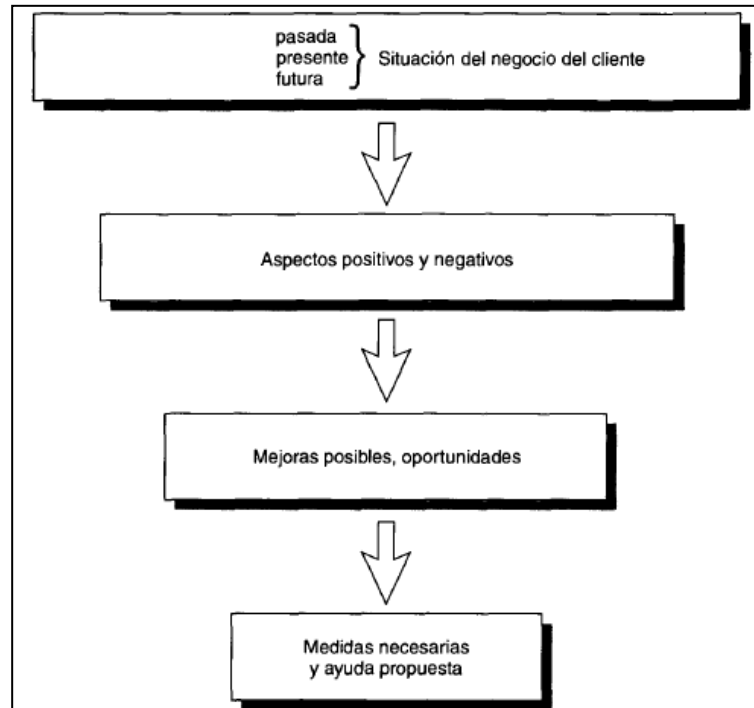 pasada
presente
futura
Situación del negocio del cliente
Aspectos positivos y negativos
Mejoras posibles, oportunidades
Medidas necesarias
y ayuda propuesta